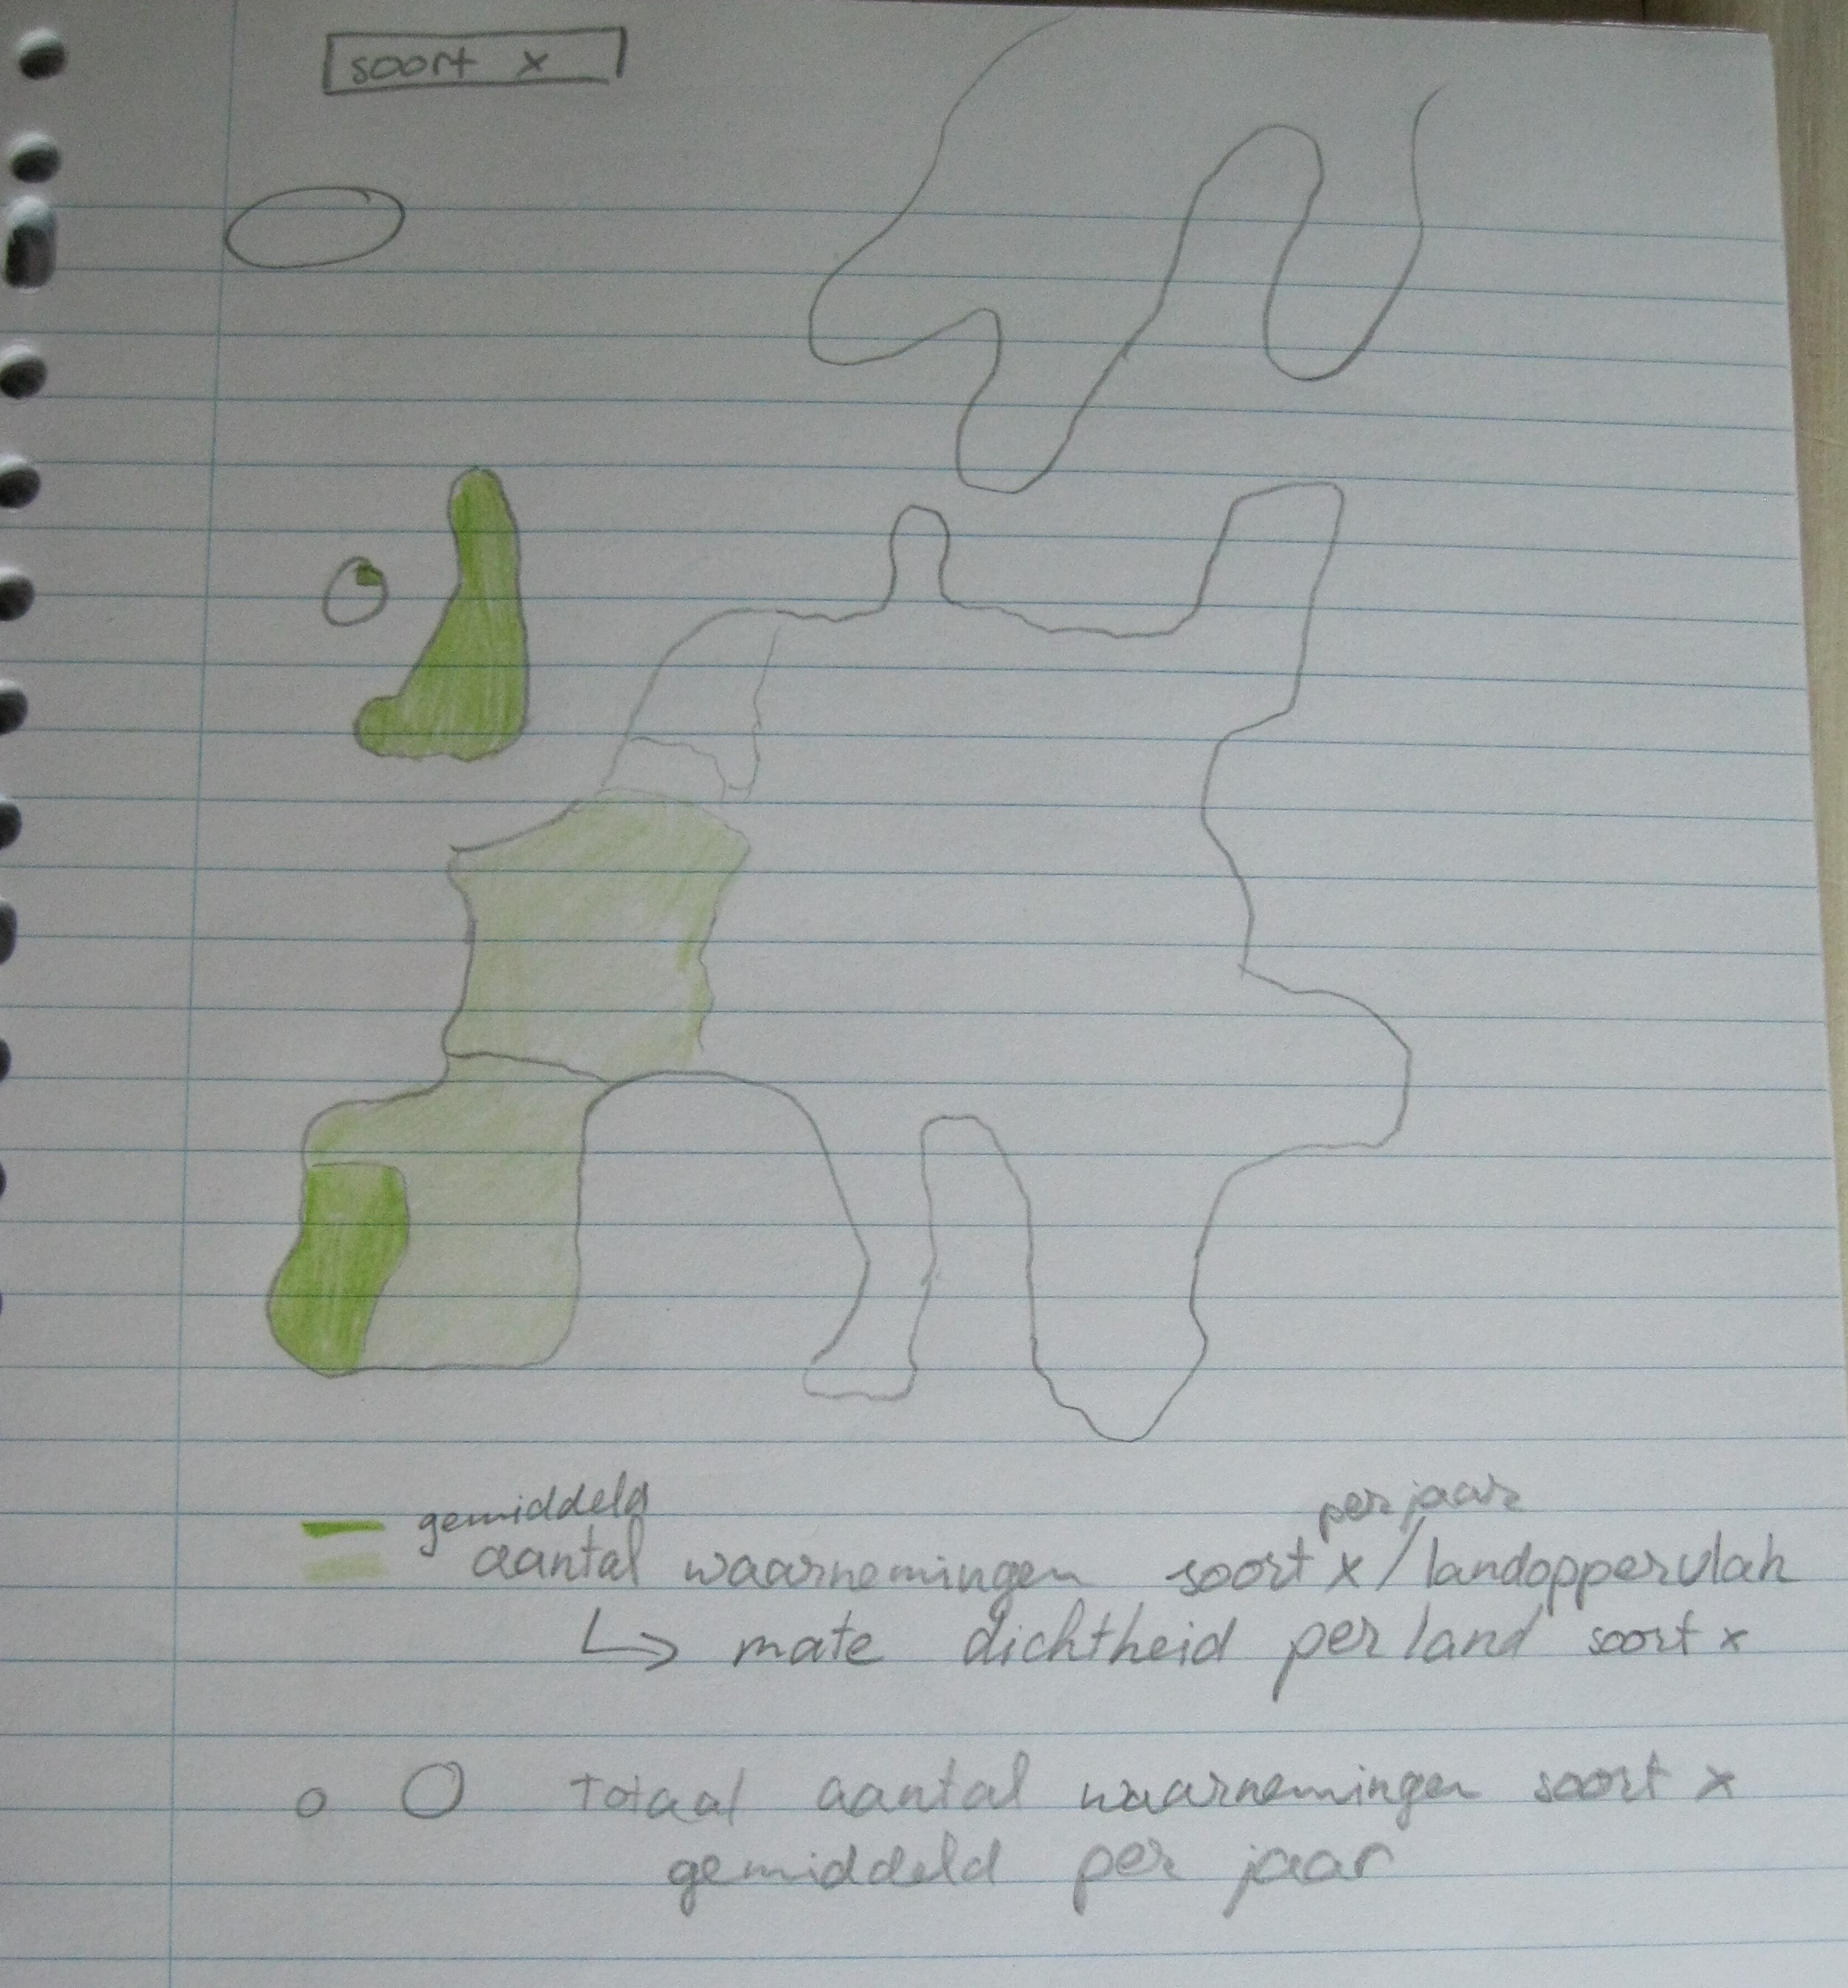 soort x
gemiddeld per jaar
aantal waarnemingen soort x / landoppervlak
↳ mate dichtheid per land soort x
Totaal aantal waarnemingen soort x
gemiddeld per jaar